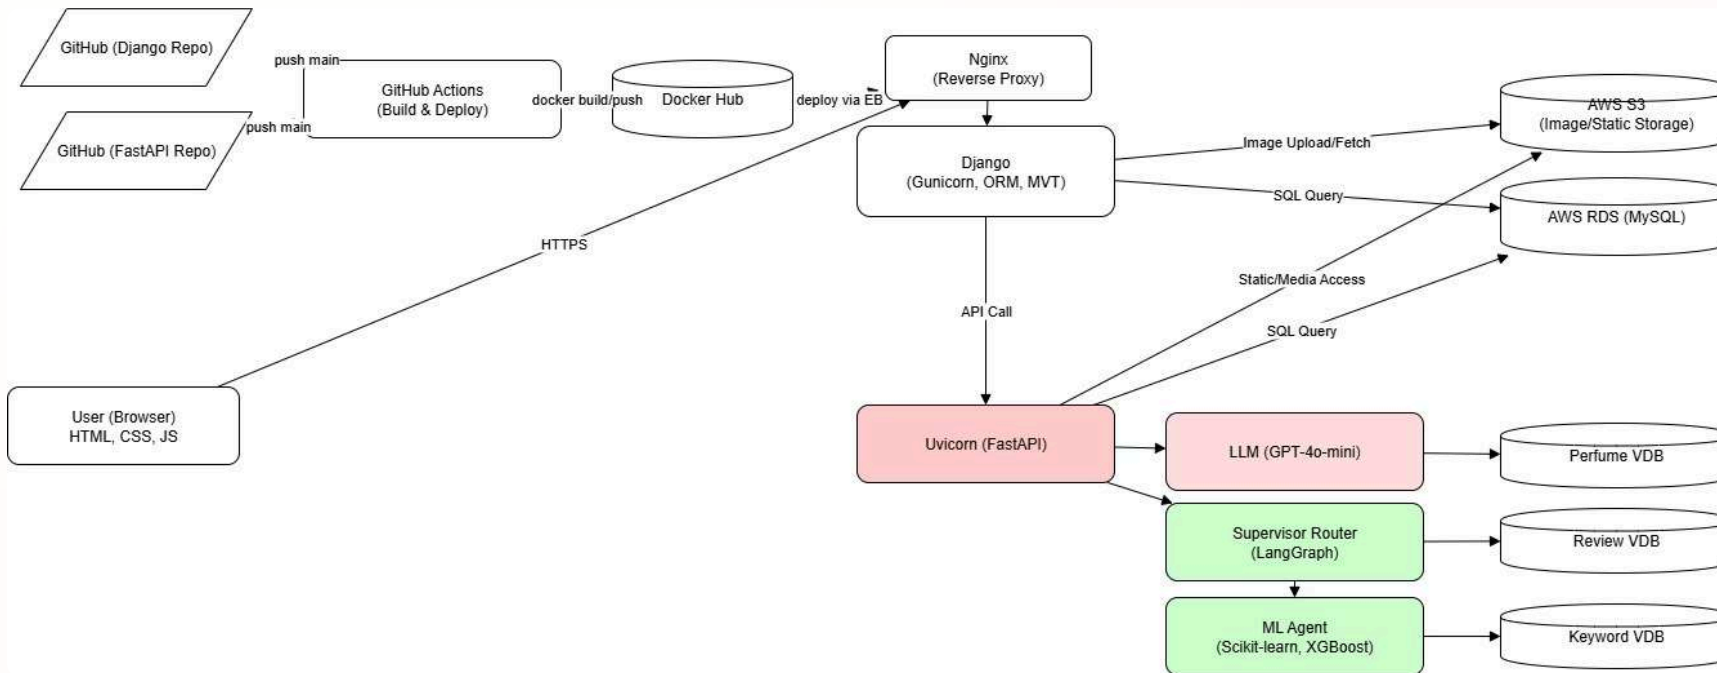 GitHub (Django Repo)
push main
GitHub Actions
(Build & Deploy)
docker build/push
Docker Hub
deploy via EB
Nginx
(Reverse Proxy)
GitHub (FastAPI Repo)
push main
Django
(Gunicorn, ORM, MVT)
Image Upload/Fetch
AWS S3
(Image/Static Storage)
SQL Query
AWS RDS (MySQL)
HTTPS
Static/Media Access
API Call
SQL Query
User (Browser)
HTML, CSS, JS
Uvicorn (FastAPI)
LLM (GPT-4o-mini)
Perfume VDB
Supervisor Router
(LangGraph)
Review VDB
ML Agent
(Scikit-learn, XGBoost)
Keyword VDB